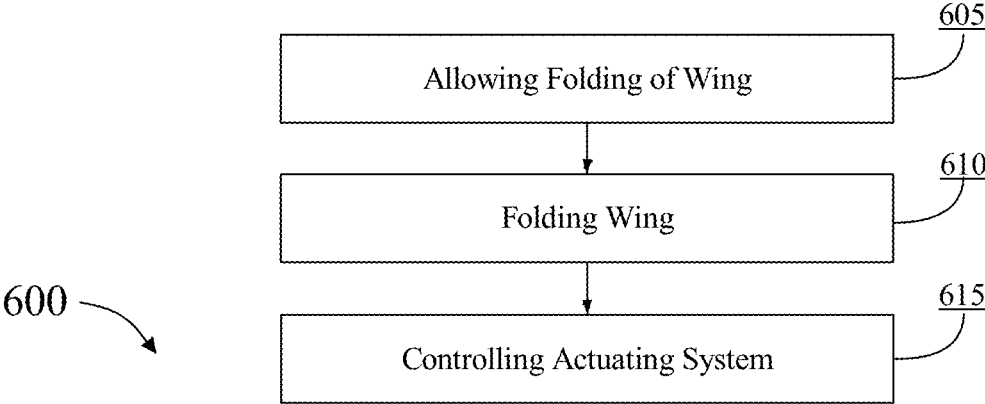 605
Allowing Folding of Wing
610
Folding Wing
600
615
Controlling Actuating System